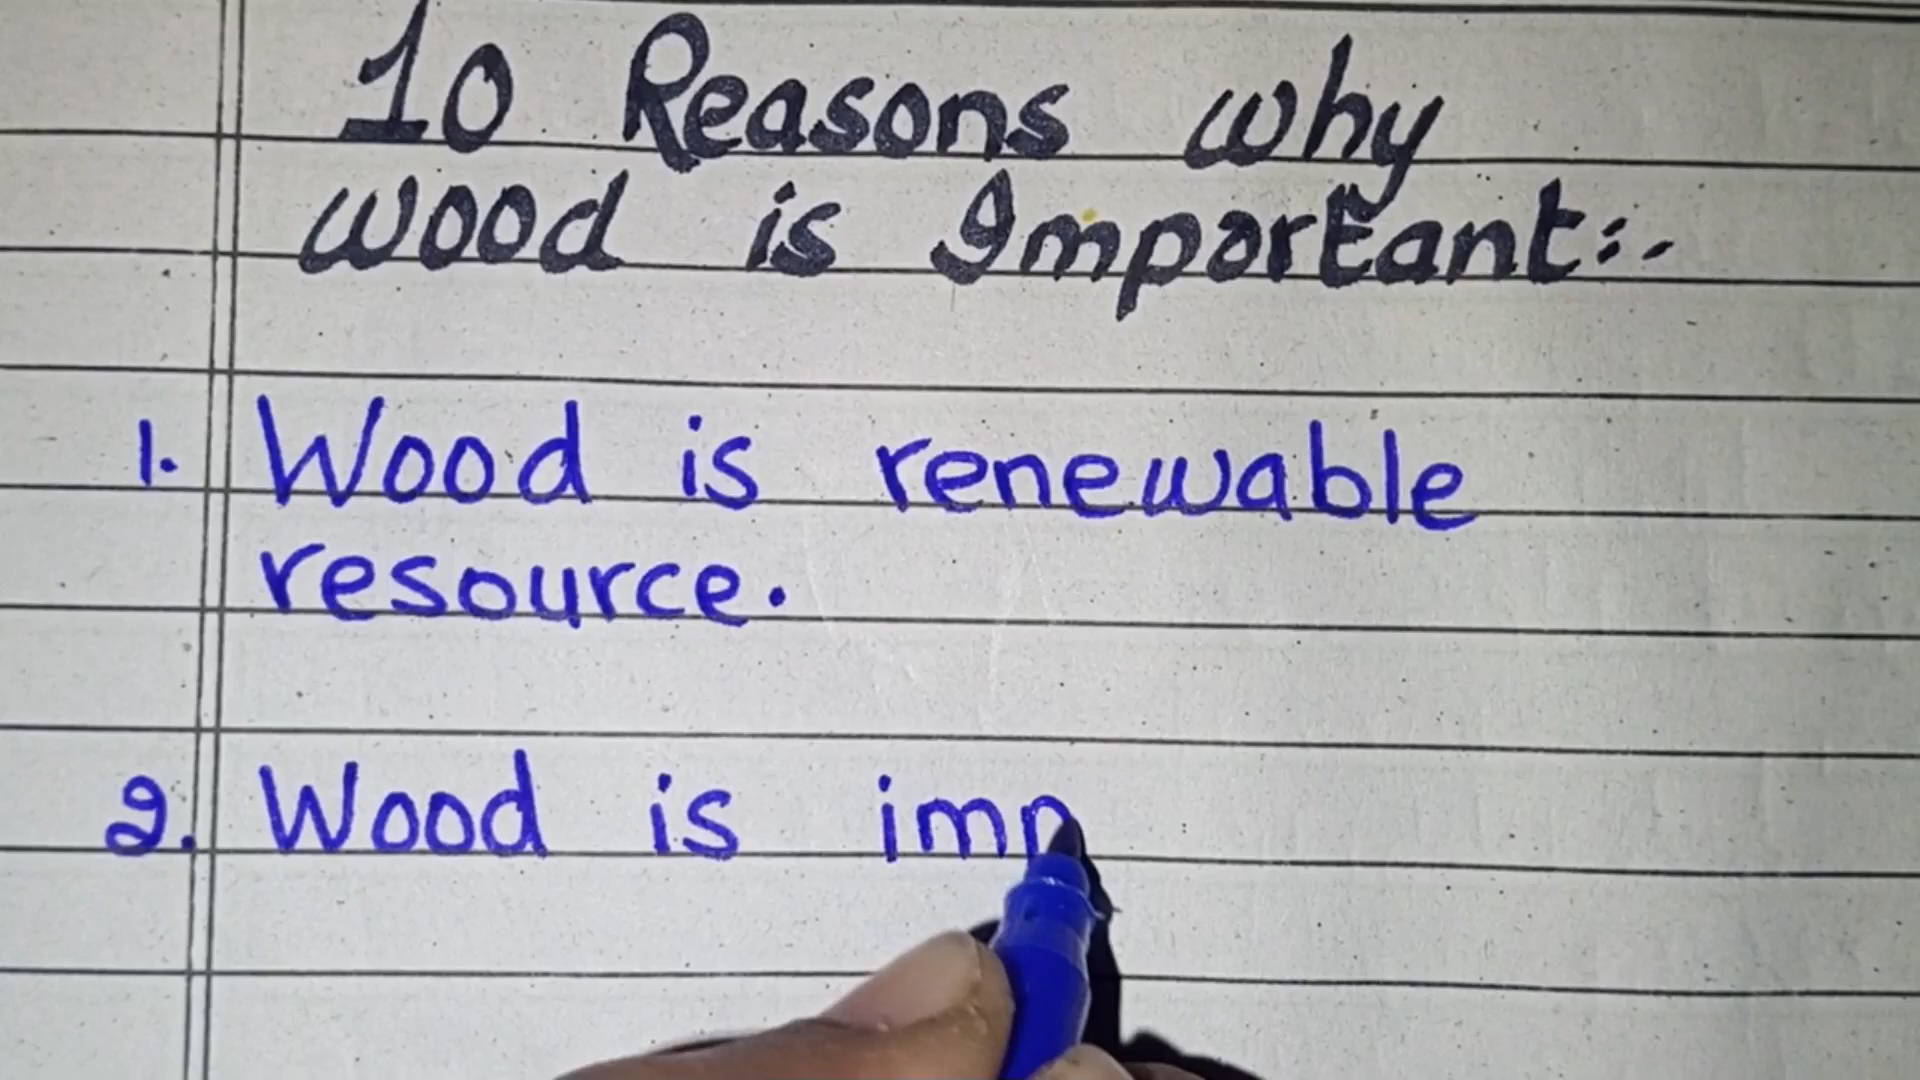 10 Reasons why
wood is Important:-
1. Wood is renewable
resource.
2. Wood is imp